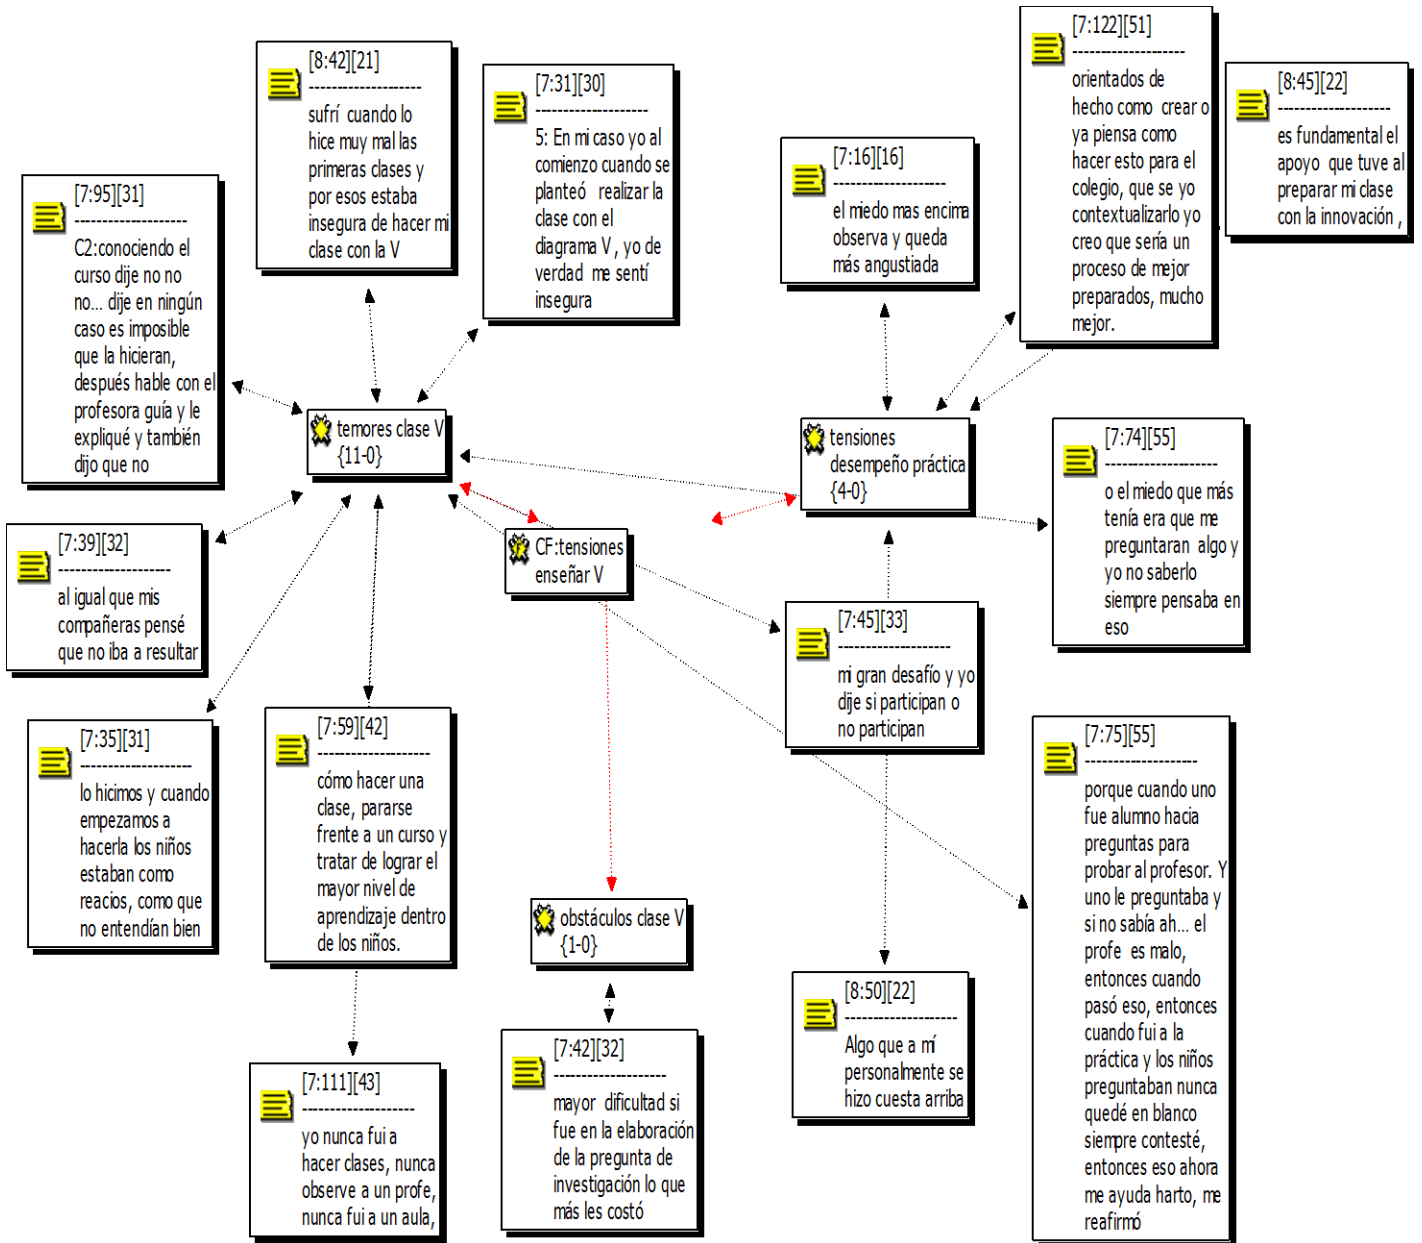 [8:42][21]
--------------------
sufrí cuando lo
hice muy mal las
primeras clases y
por esos estaba
insegura de hacer mi
clase con la V
[7:31][30]
--------------------
5: En mi caso yo al
comienzo cuando se
planteó realizar la
clase con el
diagrama V , yo de
verdad me sentí
insegura
[7:95][31]
--------------------
C2:conociendo el
curso dije no no
no... dije en ningún
caso es imposible
que la hicieran,
después hable con el
profesora guía y le
expliqué y también
dijo que no
[7:16][16]
--------------------
el miedo mas encima
observa y queda
más angustiada
[7:122][51]
--------------------
orientados de
hecho como crear o
ya piensa como
hacer esto para el
colegio, que se yo
contextualizarlo yo
creo que sería un
proceso de mejor
preparados, mucho
mejor.
[8:45][22]
--------------------
es fundamental el
apoyo que tuve al
preparar mi clase
con la innovación ,
temores clase V
{11-0}
tensiones
desempeño práctica
{4-0}
CF:tensiones
enseñar V
[7:74][55]
--------------------
o el miedo que más
tenía era que me
preguntaran algo y
yo no saberlo
siempre pensaba en
eso
[7:39][32]
--------------------
al igual que mis
compañeras pensé
que no iba a resultar
[7:45][33]
--------------------
mi gran desafío y yo
dije si participan o
no participan
[7:35][31]
--------------------
lo hicimos y cuando
empezamos a
hacerla los niños
estaban como
reacios, como que
no entendían bien
[7:59][42]
--------------------
cómo hacer una
clase, pararse
frente a un curso y
tratar de lograr el
mayor nivel de
aprendizaje dentro
de los niños.
obstáculos clase V
{1-0}
[7:75][55]
--------------------
porque cuando uno
fue alumno hacia
preguntas para
probar al profesor. Y
uno le preguntaba y
si no sabía ah... el
profe es malo,
entonces cuando
pasó eso, entonces
cuando fui a la
práctica y los niños
preguntaban nunca
quedé en blanco
siempre contesté,
entonces eso ahora
me ayuda harto, me
reafirmó
[8:50][22]
--------------------
Algo que a mí
personalmente se
hizo cuesta arriba
[7:111][43]
--------------------
yo nunca fui a
hacer clases, nunca
observe a un profe,
nunca fui a un aula,
[7:42][32]
--------------------
mayor dificultad si
fue en la elaboración
de la pregunta de
investigación lo que
más les costó